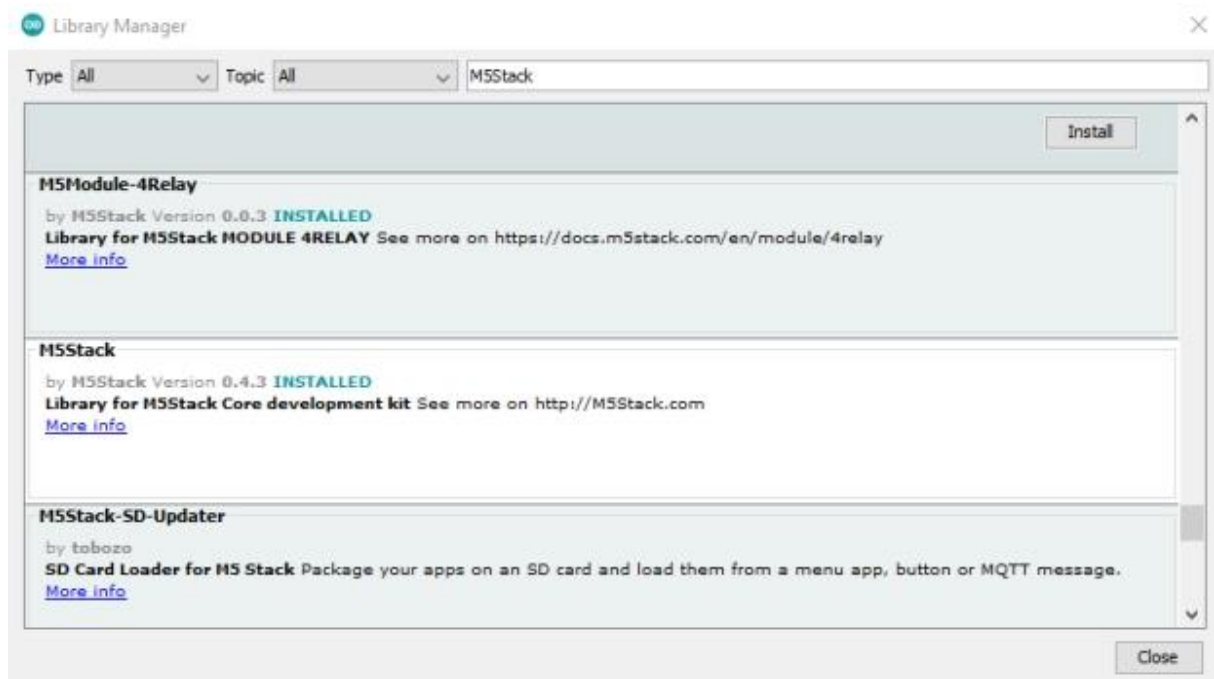 Library Manager
Type All Topic All M5Stack
Install
M5Module-4Relay
by M5Stack Version 0.0.3 INSTALLED
Library for M5Stack MODULE 4RELAY See more on https://docs.m5stack.com/en/module/4relay
More info
M5Stack
by M5Stack Version 0.4.3 INSTALLED
Library for M5Stack Core development kit See more on http://M5Stack.com
More info
M5Stack-SD-Updater
by tobozo
SD Card Loader for M5 Stack Package your apps on an SD card and load them from a menu app, button or MQTT message.
More info
Close